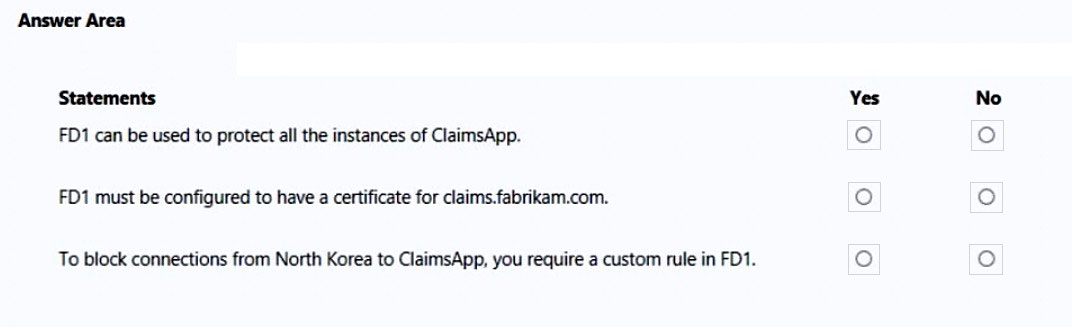 Answer Area
Statements Yes No
FD1 can be used to protect all the instances of ClaimsApp.
FD1 must be configured to have a certificate for claims.fabrikam.com.
To block connections from North Korea to ClaimsApp, you require a custom rule in FD1.